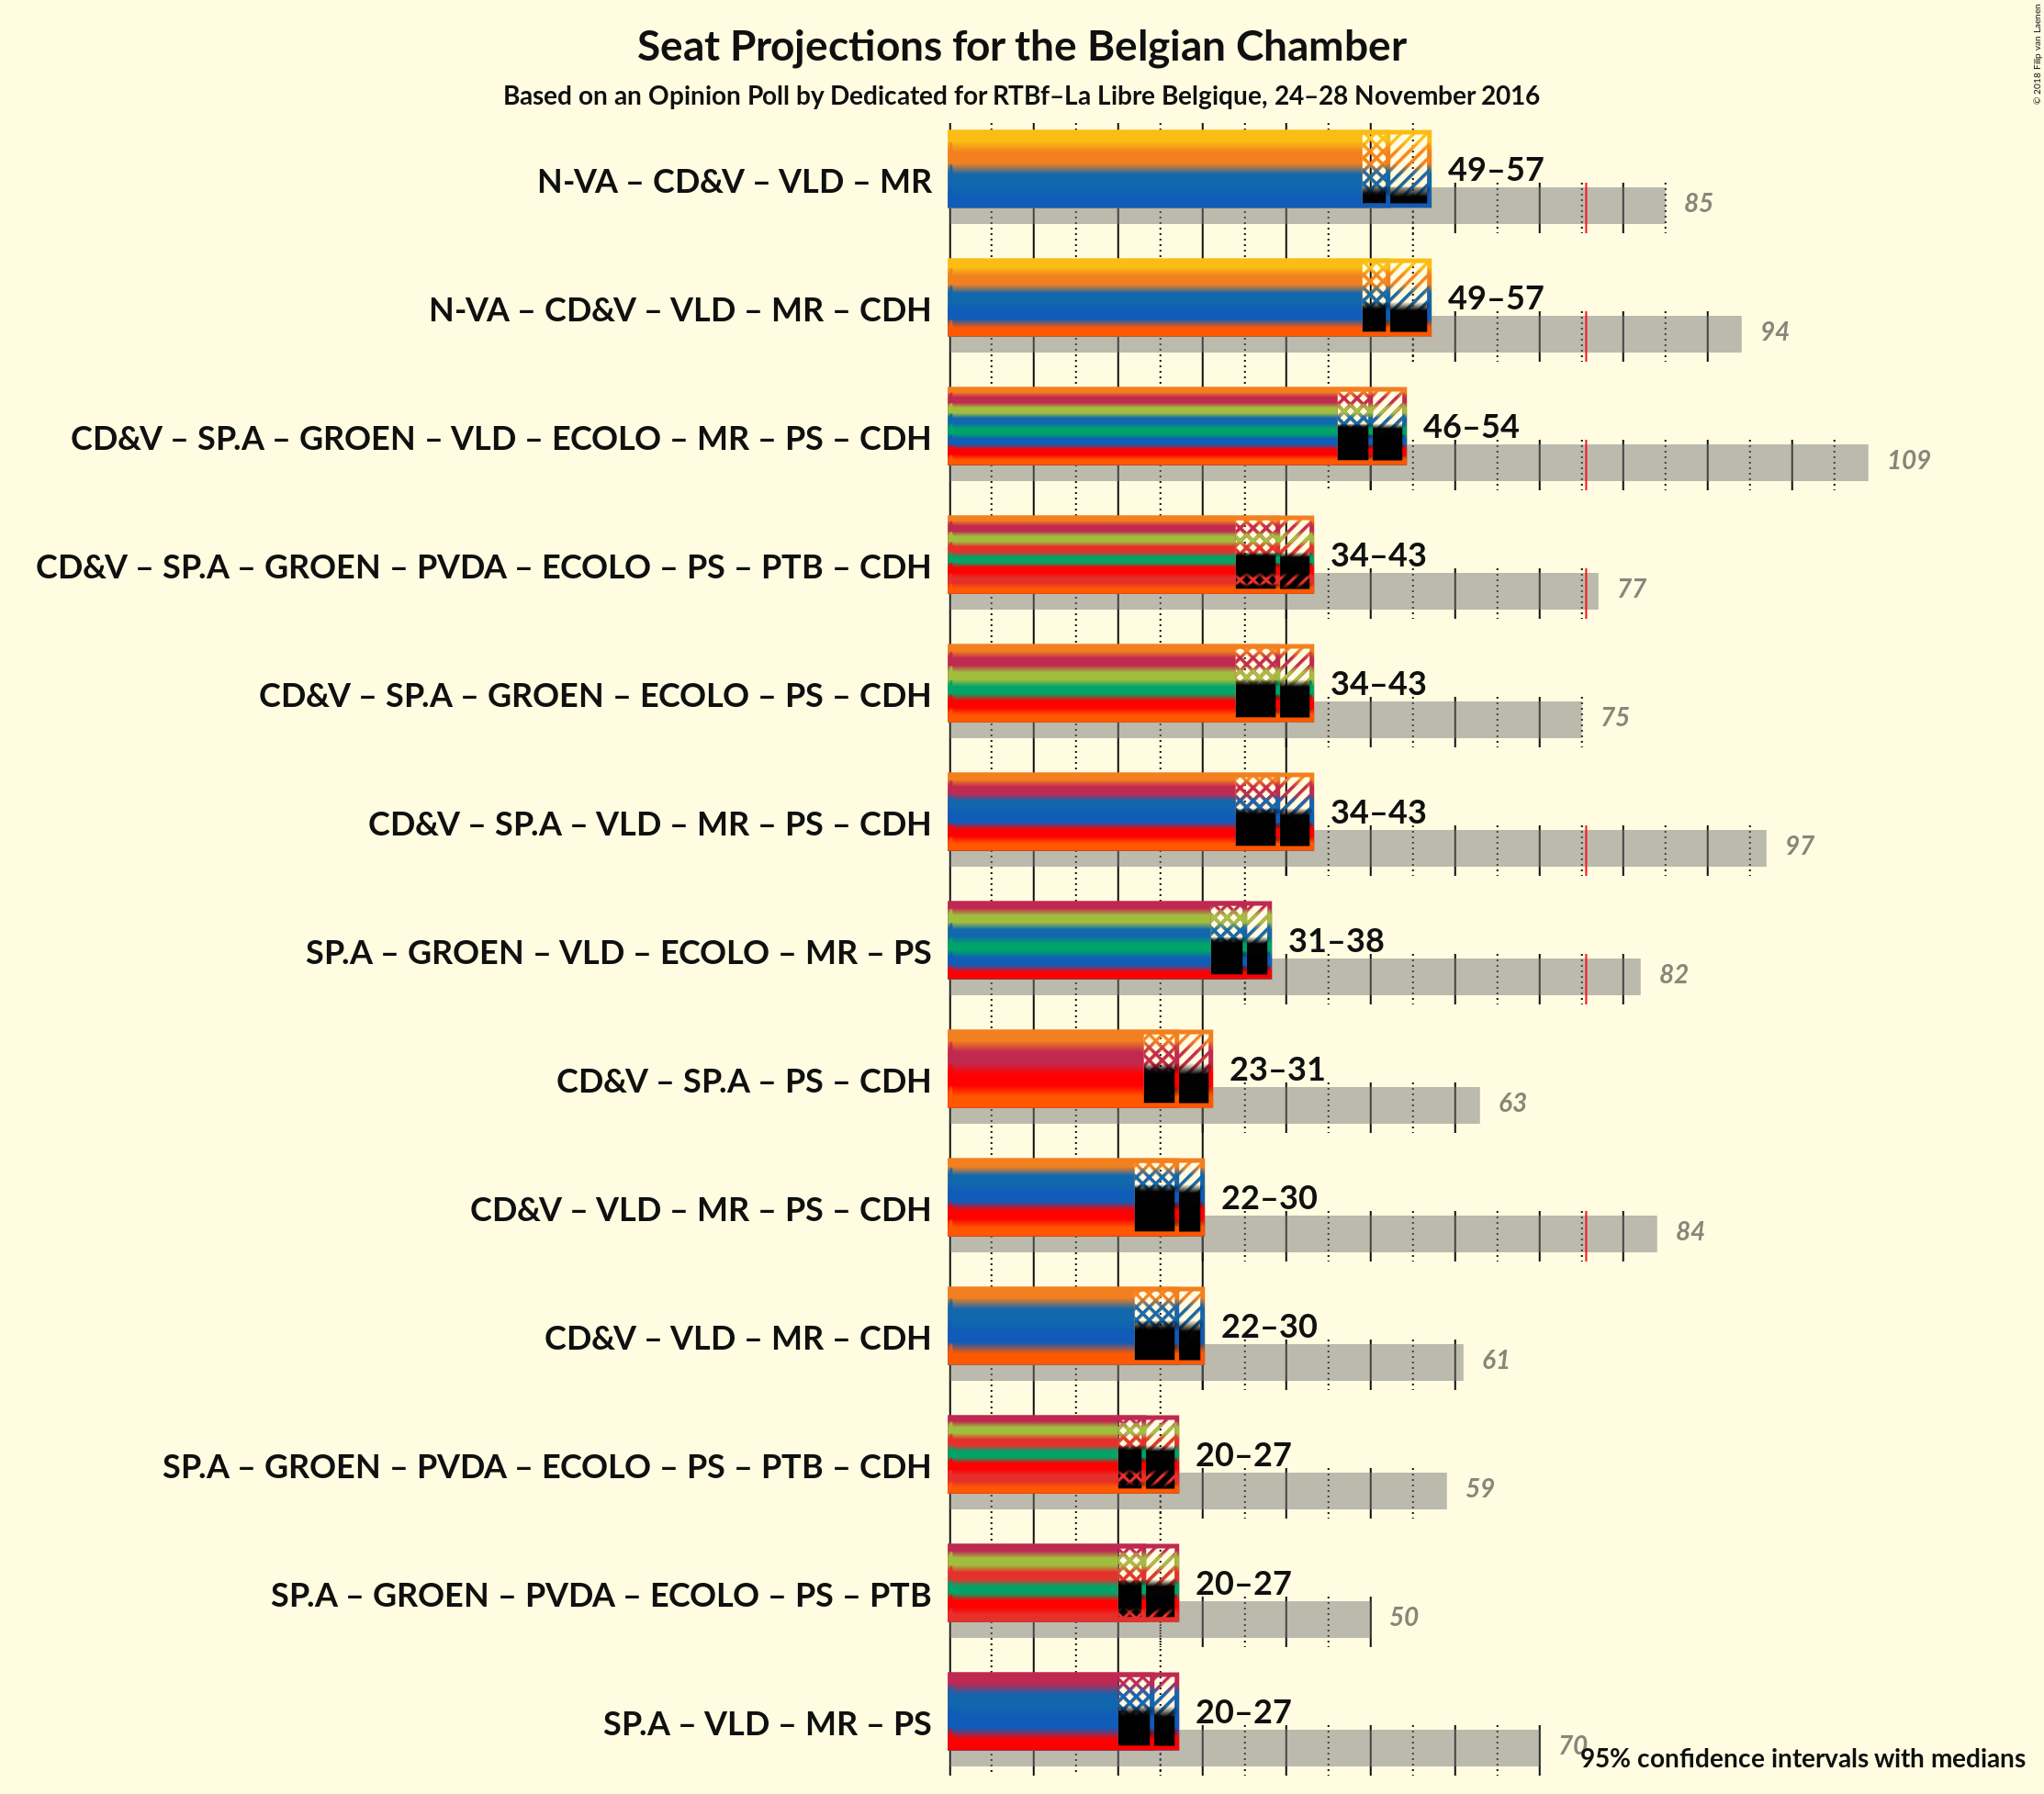 © 2018 Filip van Laenen
Seat Projections for the Belgian Chamber
Based on an Opinion Poll by Dedicated for RTBf–La Libre Belgique, 24–28 November 2016
N-VA – CD&V – VLD – MR 49–57 85
N-VA – CD&V – VLD – MR – CDH 49–57 94
CD&V – SP.A – GROEN – VLD – ECOLO – MR – PS – CDH 46–54 109
CD&V – SP.A – GROEN – PVDA – ECOLO – PS – PTB – CDH 34–43 77
CD&V – SP.A – GROEN – ECOLO – PS – CDH 34–43 75
CD&V – SP.A – VLD – MR – PS – CDH 34–43 97
SP.A – GROEN – VLD – ECOLO – MR – PS 31–38 82
CD&V – SP.A – PS – CDH 23–31 63
CD&V – VLD – MR – PS – CDH 22–30 84
CD&V – VLD – MR – CDH 22–30 61
SP.A – GROEN – PVDA – ECOLO – PS – PTB – CDH 20–27 59
SP.A – GROEN – PVDA – ECOLO – PS – PTB 20–27 50
SP.A – VLD – MR – PS 20–27 70
95% confidence intervals with medians